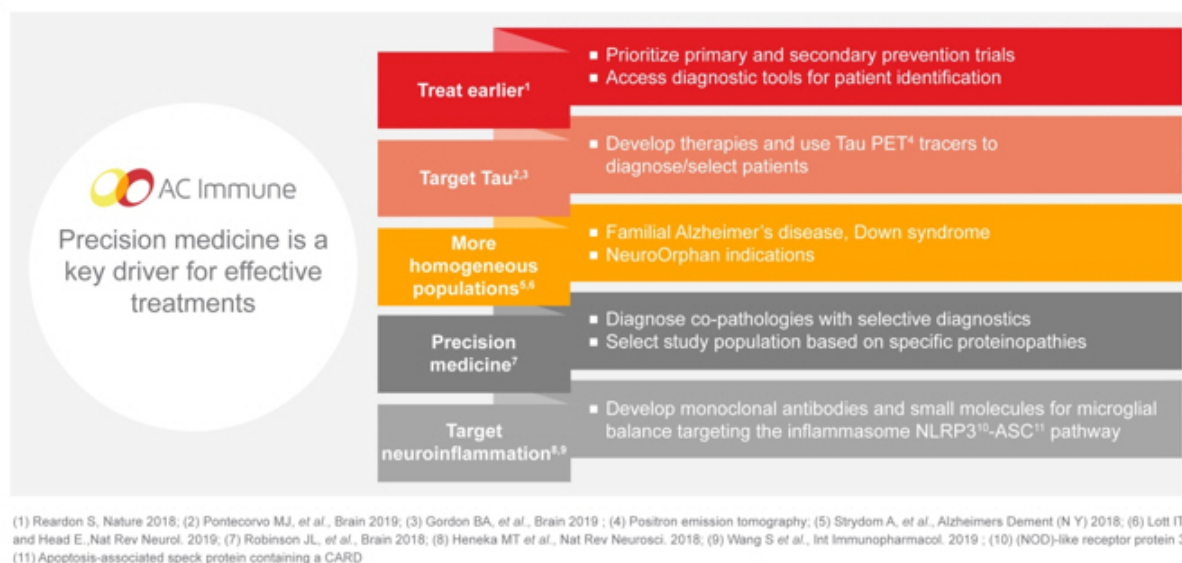 AC Immune
Precision medicine is a
key driver for effective
treatments
Treat earlier¹
▪ Prioritize primary and secondary prevention trials
▪ Access diagnostic tools for patient identification
Target Tau²,³
▪ Develop therapies and use Tau PET⁴ tracers to
diagnose/select patients
More
homogeneous
populations⁵,⁶
▪ Familial Alzheimer's disease, Down syndrome
▪ NeuroOrphan indications
Precision
medicine⁷
▪ Diagnose co-pathologies with selective diagnostics
▪ Select study population based on specific proteinopathies
Target
neuroinflammation⁸,⁹
▪ Develop monoclonal antibodies and small molecules for microglial
balance targeting the inflammasome NLRP3¹⁰-ASC¹¹ pathway
(1) Reardon S, Nature 2018; (2) Pontecorvo MJ, et al., Brain 2019; (3) Gordon BA, et al., Brain 2019 ; (4) Positron emission tomography; (5) Strydom A, et al., Alzheimers Dement (N Y) 2018; (6) Lott IT
and Head E.,Nat Rev Neurol. 2019; (7) Robinson JL, et al., Brain 2018; (8) Heneka MT et al., Nat Rev Neurosci. 2018; (9) Wang S et al., Int Immunopharmacol. 2019 ; (10) (NOD)-like receptor protein 3
(11) Apoptosis-associated speck protein containing a CARD